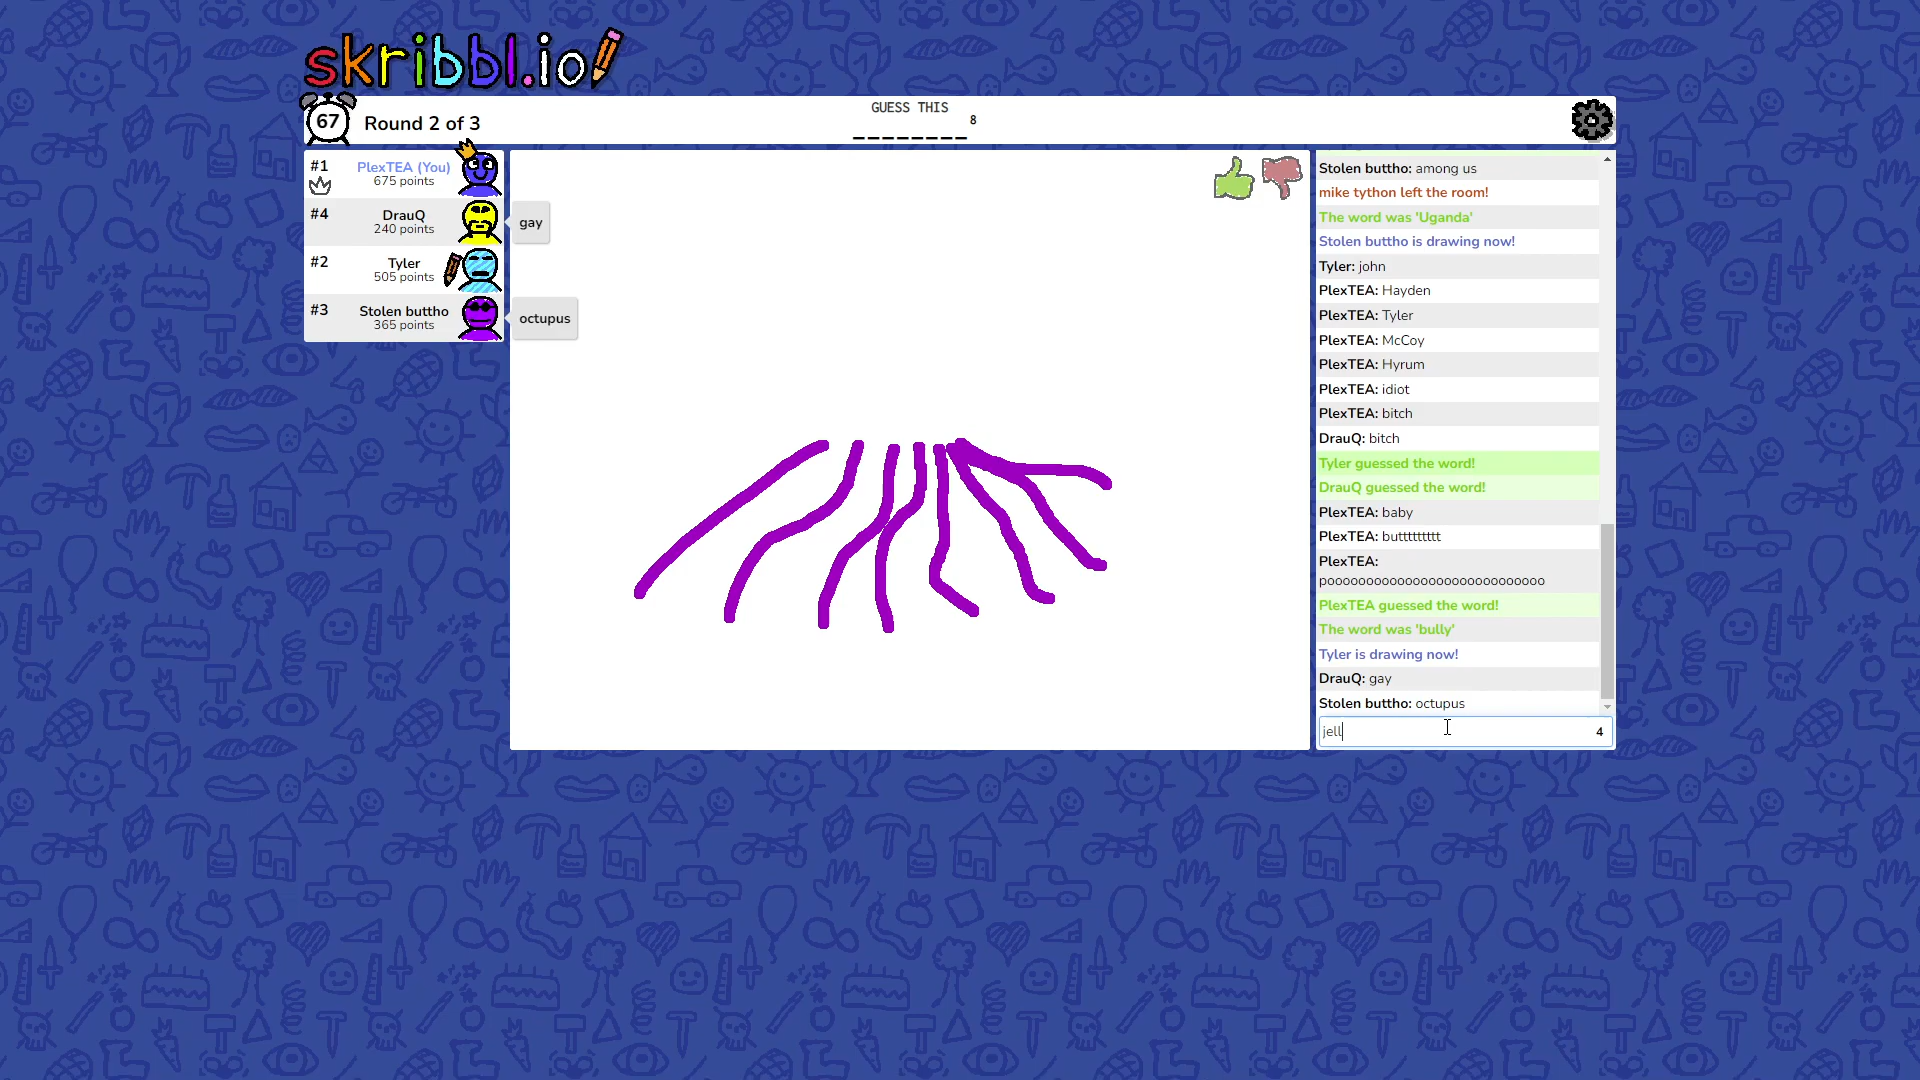 skribbl.io
67
Round 2 of 3
GUESS THIS
________ 8
#1
PlexTEA (You)
675 points
#4
DrauQ
240 points
gay
#2
Tyler
505 points
#3
Stolen buttho
365 points
octupus
Stolen buttho: among us
mike tython left the room!
The word was 'Uganda'
Stolen buttho is drawing now!
Tyler: john
PlexTEA: Hayden
PlexTEA: Tyler
PlexTEA: McCoy
PlexTEA: Hyrum
PlexTEA: idiot
PlexTEA: bitch
DrauQ: bitch
Tyler guessed the word!
DrauQ guessed the word!
PlexTEA: baby
PlexTEA: butttttttt
PlexTEA:
pooooooooooooooooooooooooooo
PlexTEA guessed the word!
The word was 'bully'
Tyler is drawing now!
DrauQ: gay
Stolen buttho: octupus
jell
4